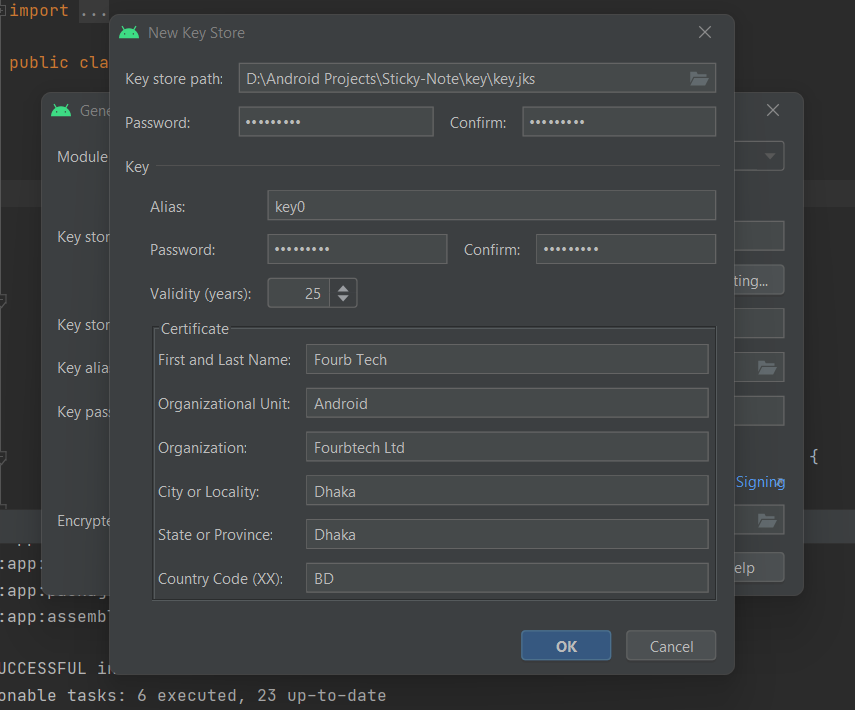 import ...
New Key Store
public cla
Key store path: D:\Android Projects\Sticky-Note\key\key.jks
Gene
Password: ••••••••• Confirm: •••••••••
Module
Key
Alias: key0
Key stor
Password: ••••••••• Confirm: •••••••••
ting...
Validity (years): 25
Key stor
Certificate
First and Last Name: Fourb Tech
Key alia
Organizational Unit: Android
Key pas
Organization: Fourbtech Ltd
{
Signing
City or Locality: Dhaka
Encrypte
State or Province: Dhaka
:app:
elp
Country Code (XX): BD
:app:packag
:app:assembl
OK Cancel
UCCESSFUL in
onable tasks: 6 executed, 23 up-to-date